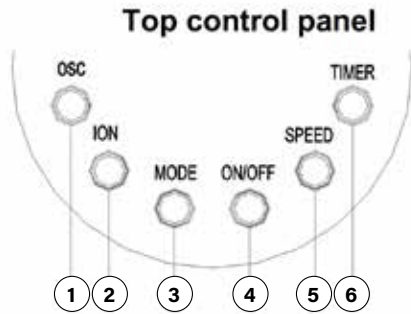 Top control panel
OSC
TIMER
ION
SPEED
MODE
ON/OFF
1 2 3 4 5 6